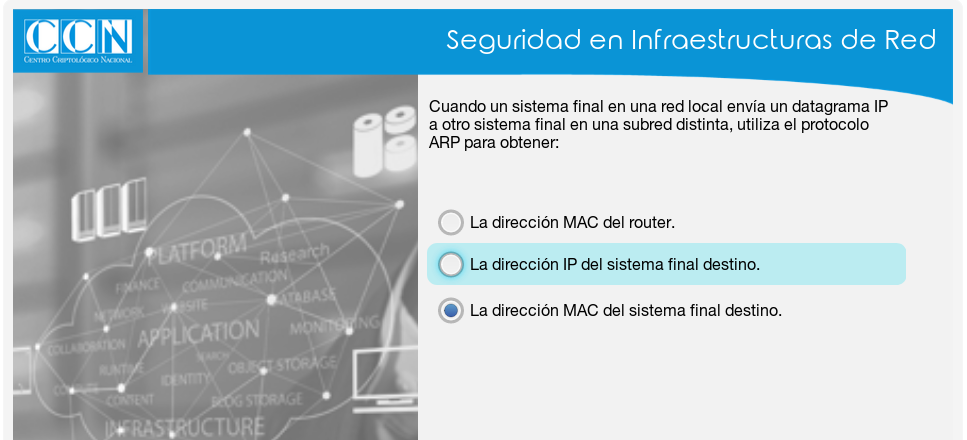 CCN
CENTRO CRIPTOLÓGICO NACIONAL
Seguridad en Infraestructuras de Red
Cuando un sistema final en una red local envía un datagrama IP
a otro sistema final en una subred distinta, utiliza el protocolo
ARP para obtener:
La dirección MAC del router.
La dirección IP del sistema final destino.
La dirección MAC del sistema final destino.
PLATFORM
Research
FINANCE
COMMUNICATION
NETWORK
WEBSITE
DATABASE
APPLICATION
MONITORING
COLLABORATION
SEARCH
RUNTIME
IDENTITY
OBJECT STORAGE
COMPUTE
CONTENT
BLOG STORAGE
INFRASTRUCTURE